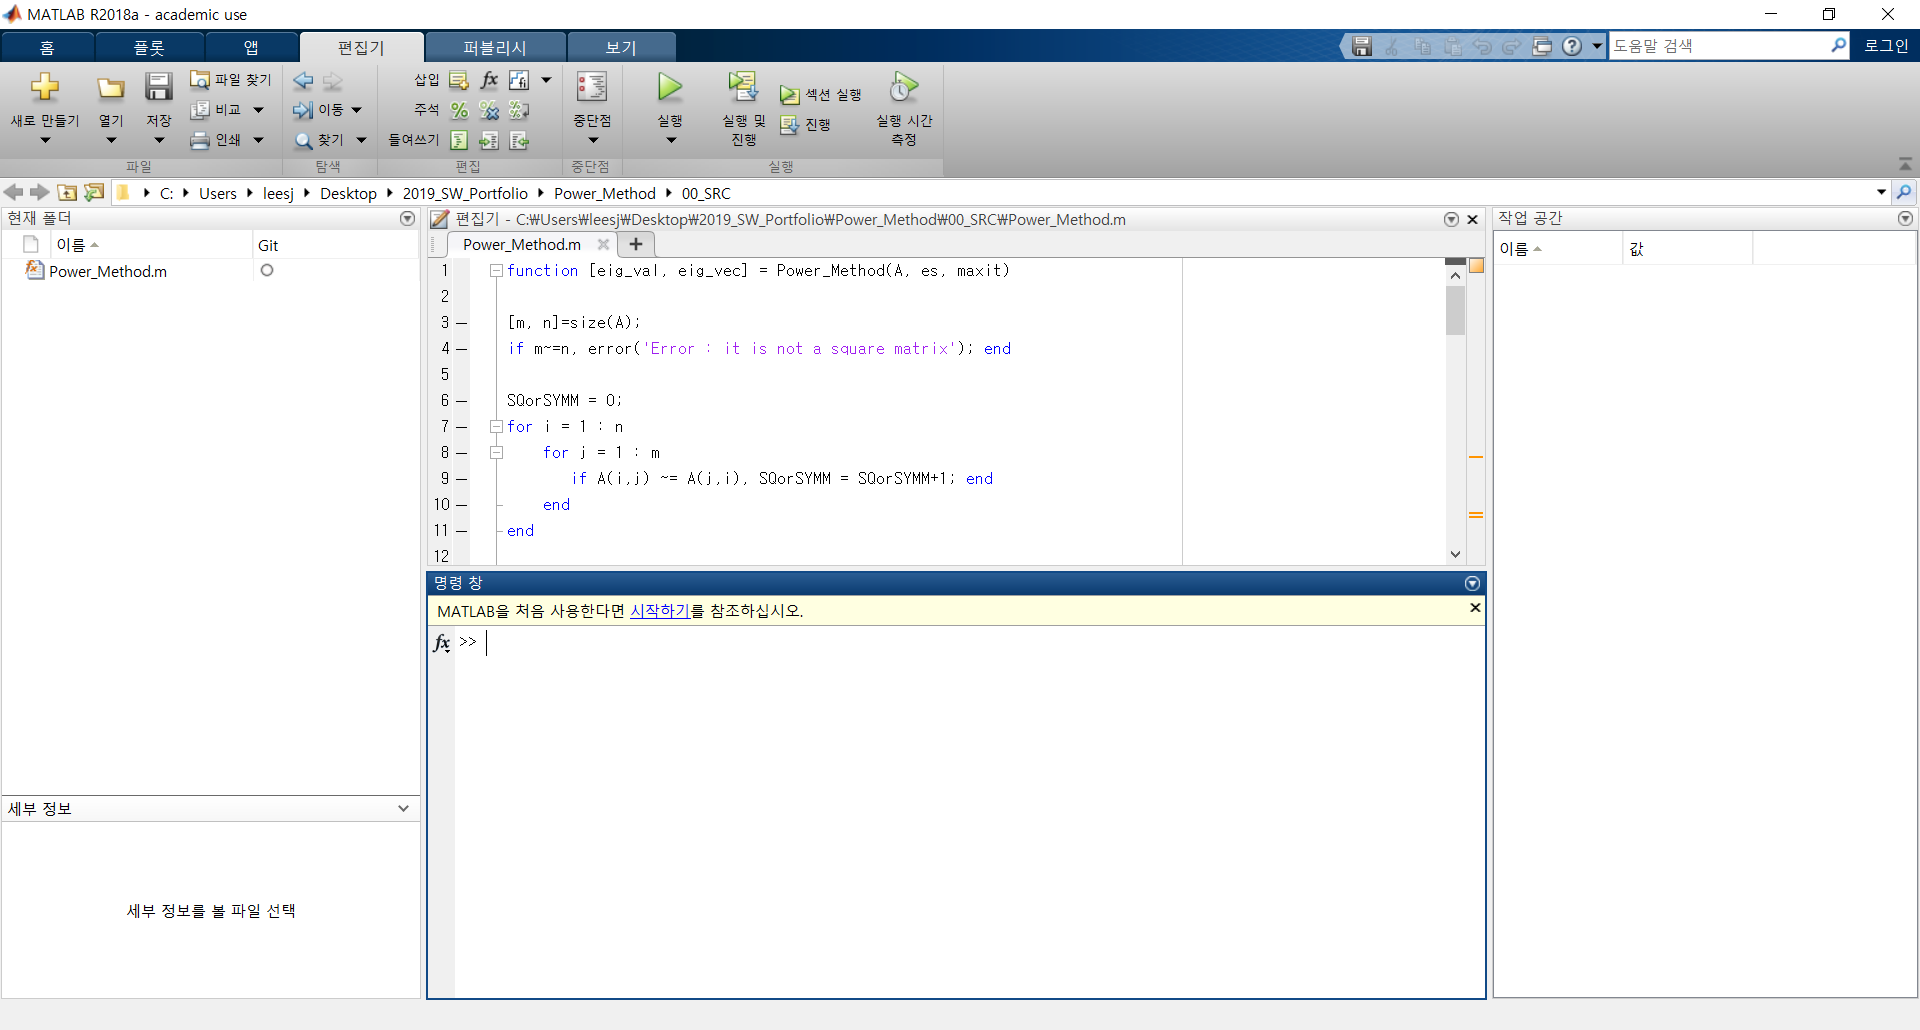 MATLAB R2018a - academic use
홈 플롯 앱 편집기 퍼블리시 보기
도움말 검색 로그인
새로 만들기 열기 저장 파일 찾기 비교 인쇄
파일
이동 찾기
탐색
삽입 주석 들여쓰기
편집
중단점
중단점
실행 실행 및 진행 섹션 실행 진행 실행 시간 측정
실행
C: Users leesj Desktop 2019_SW_Portfolio Power_Method 00_SRC
현재 폴더
이름 Git
Power_Method.m
세부 정보
세부 정보를 볼 파일 선택
편집기 - C:₩Users₩leesj₩Desktop₩2019_SW_Portfolio₩Power_Method₩00_SRC₩Power_Method.m
Power_Method.m
1 function [eig_val, eig_vec] = Power_Method(A, es, maxit)
2
3 [m, n]=size(A);
4 if m~=n, error('Error : it is not a square matrix'); end
5
6 SQorSYMM = 0;
7 for i = 1 : n
8 for j = 1 : m
9 if A(i,j) ~= A(j,i), SQorSYMM = SQorSYMM+1; end
10 end
11 end
12
명령 창
MATLAB을 처음 사용한다면 시작하기를 참조하십시오.
fx >>
작업 공간
이름 값